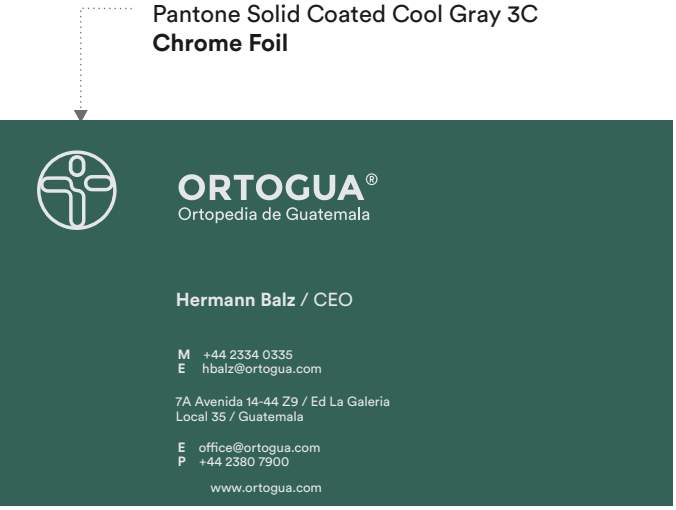 Pantone Solid Coated Cool Gray 3C
Chrome Foil
ORTOGUA®
Ortopedia de Guatemala
Hermann Balz / CEO
M +44 2334 0335
E hbalz@ortogua.com
7A Avenida 14-44 Z9 / Ed La Galeria
Local 35 / Guatemala
E office@ortogua.com
P +44 2380 7900
www.ortogua.com